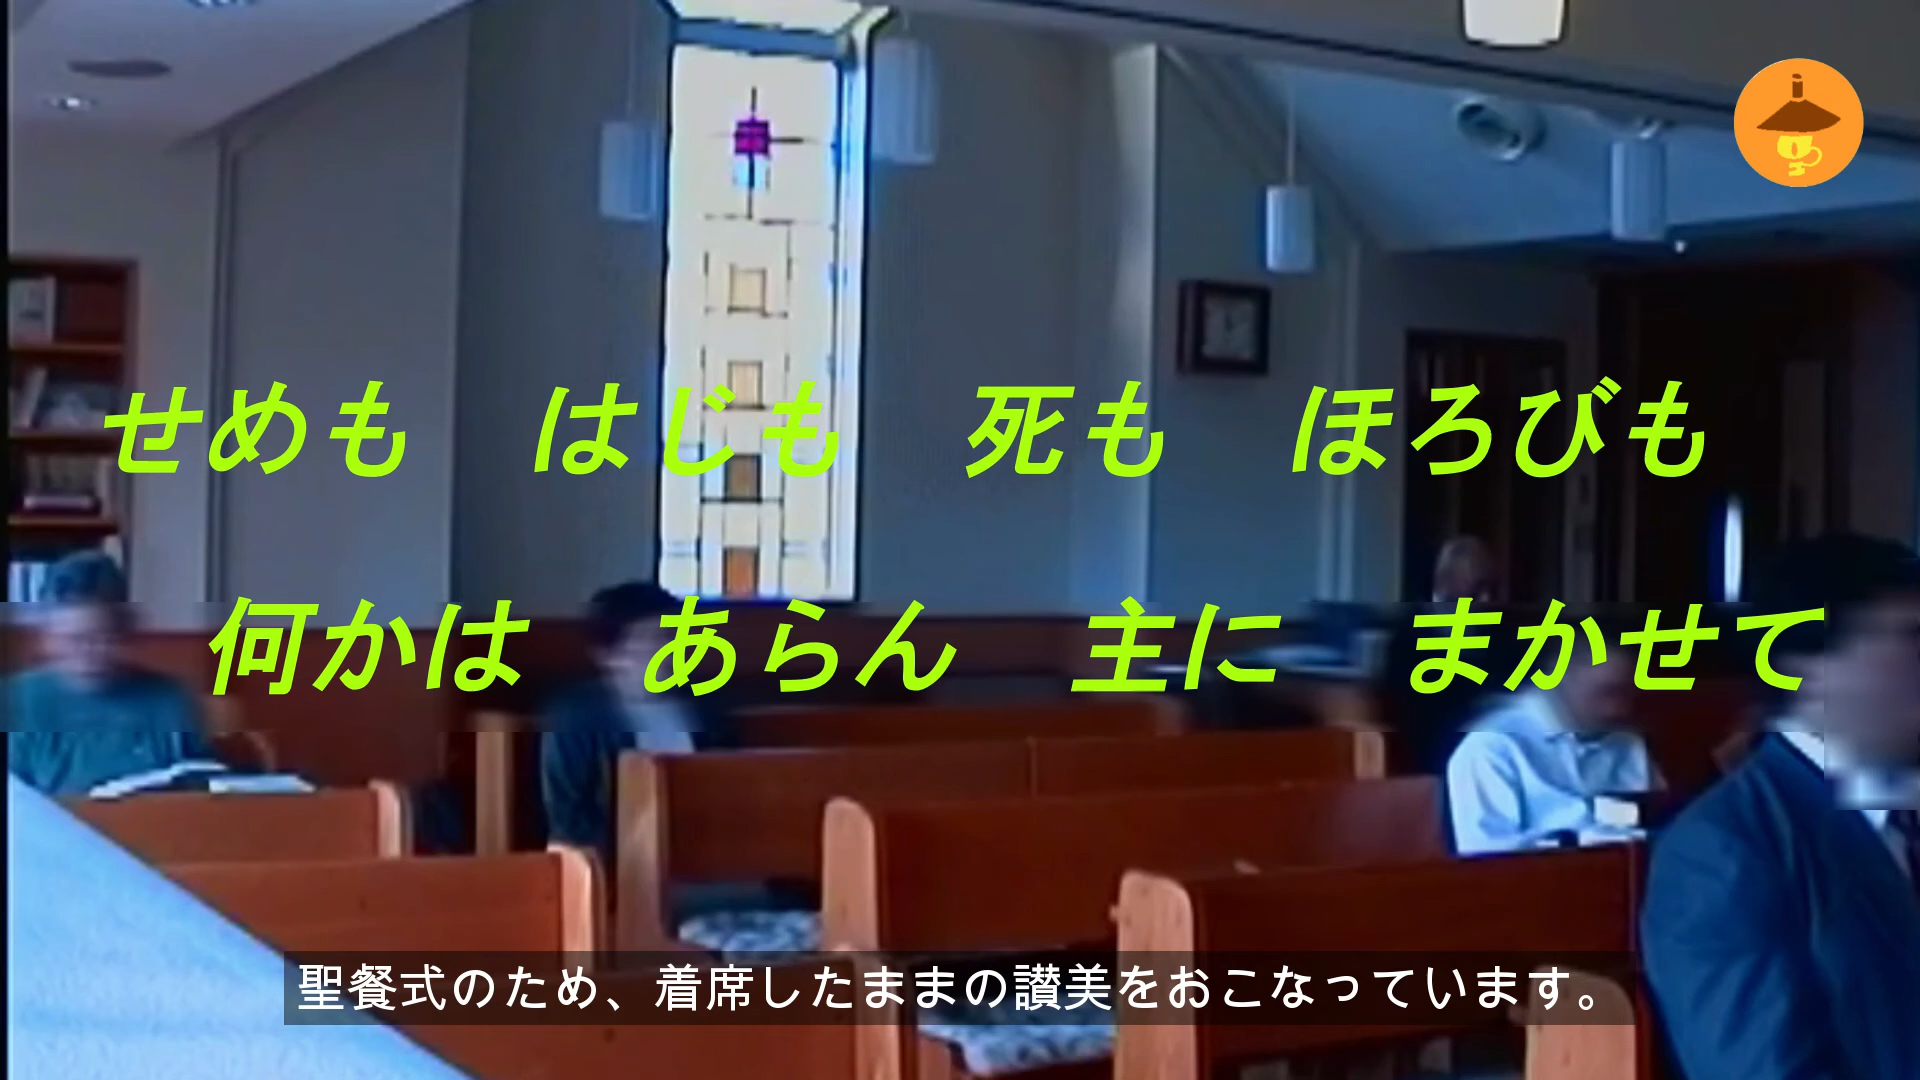 せめも　はじも　死も　ほろびも
何かは　あらん　主に　まかせて
聖餐式のため、着席したままの讃美をおこなっています。